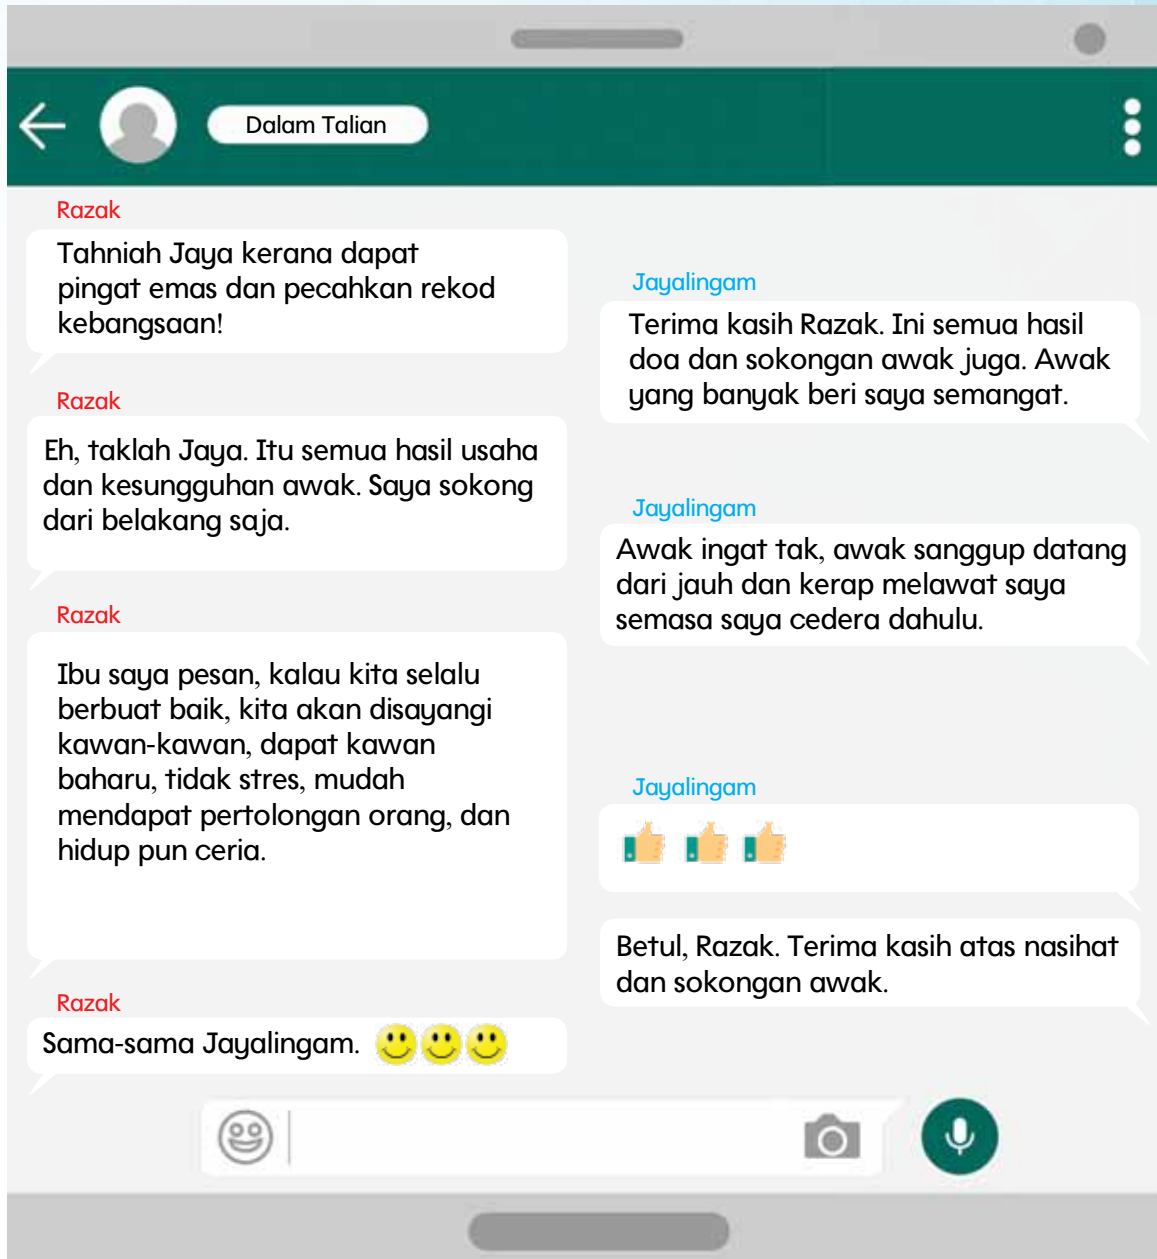 Dalam Talian
Razak
Tahniah Jaya kerana dapat
pingat emas dan pecahkan rekod
kebangsaan!
Jayalingam
Terima kasih Razak. Ini semua hasil
doa dan sokongan awak juga. Awak
yang banyak beri saya semangat.
Razak
Eh, taklah Jaya. Itu semua hasil usaha
dan kesungguhan awak. Saya sokong
dari belakang saja.
Jayalingam
Awak ingat tak, awak sanggup datang
dari jauh dan kerap melawat saya
semasa saya cedera dahulu.
Razak
Ibu saya pesan, kalau kita selalu
berbuat baik, kita akan disayangi
kawan-kawan, dapat kawan
baharu, tidak stres, mudah
mendapat pertolongan orang, dan
hidup pun ceria.
Jayalingam
Betul, Razak. Terima kasih atas nasihat
dan sokongan awak.
Razak
Sama-sama Jayalingam.